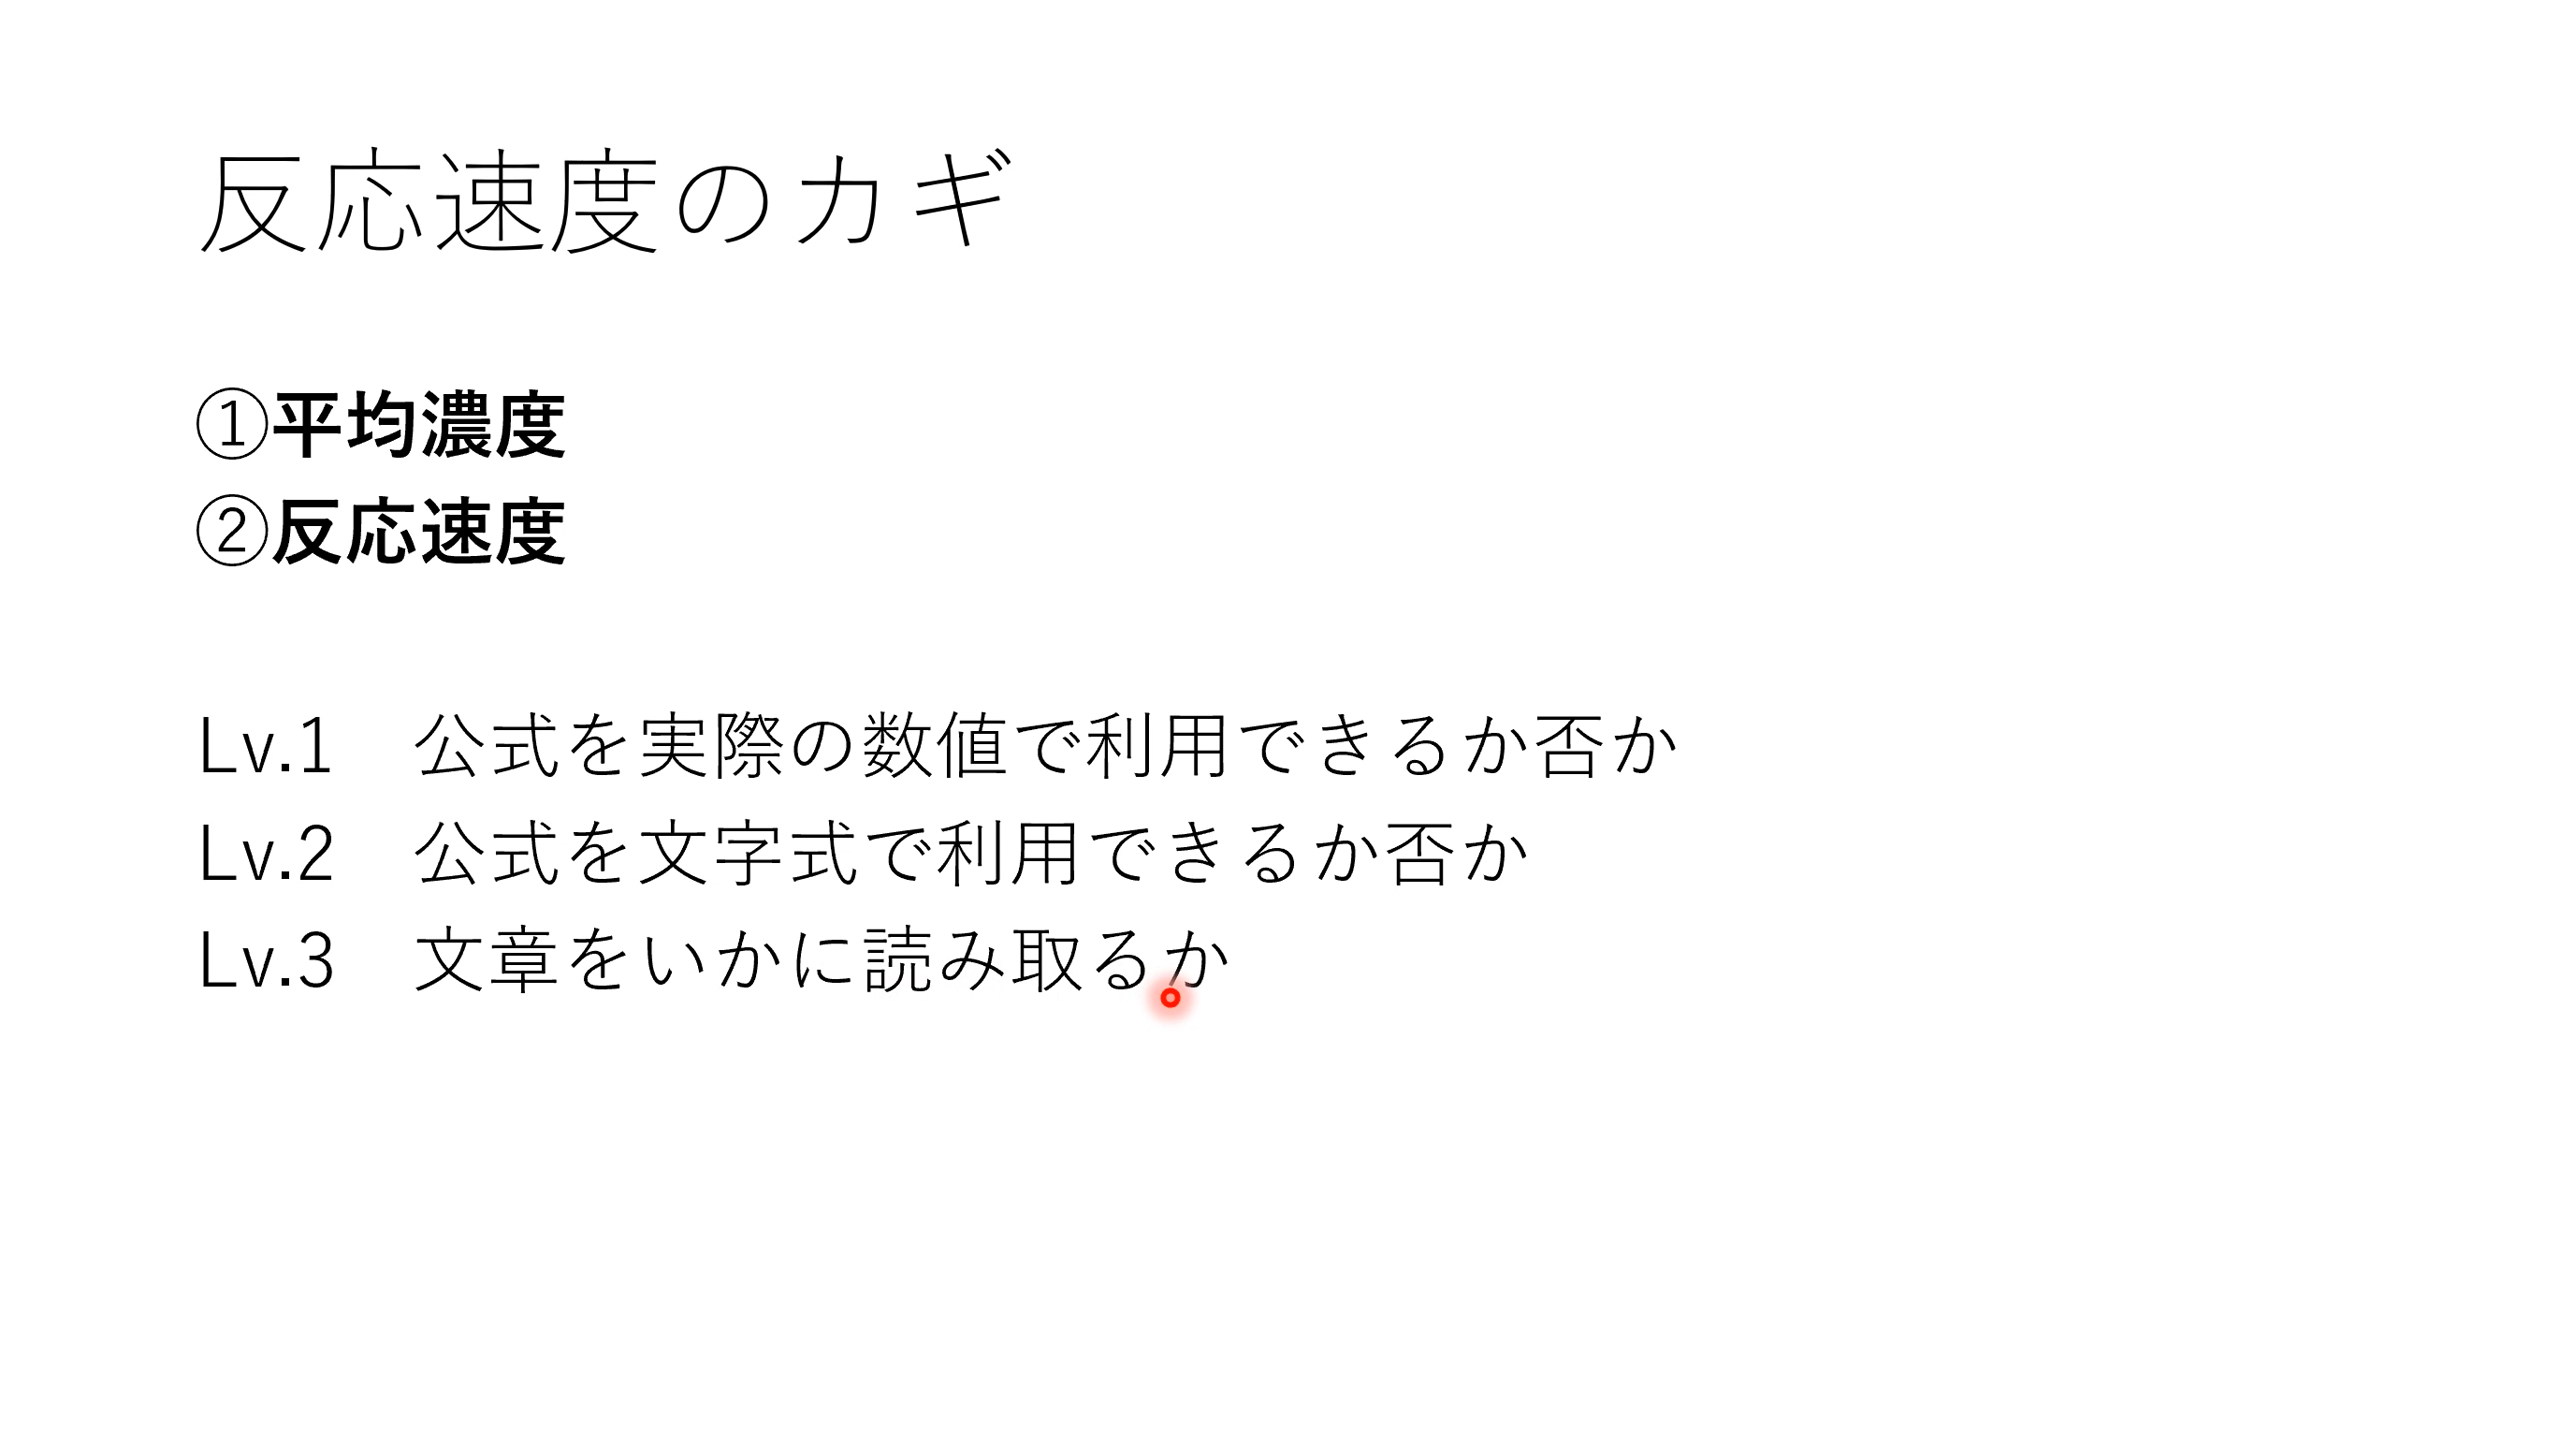 反応速度のカギ
①平均濃度
②反応速度
Lv.1　公式を実際の数値で利用できるか否か
Lv.2　公式を文字式で利用できるか否か
Lv.3　文章をいかに読み取るか